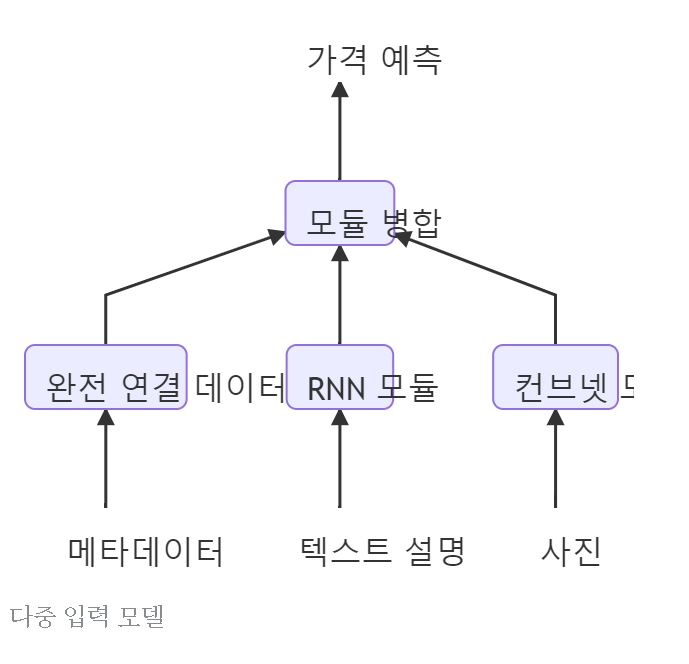 가격 예측
모듈 병합
완전 연결 데이터
RNN 모듈
컨브넷
메타데이터
텍스트 설명
사진
다중 입력 모델